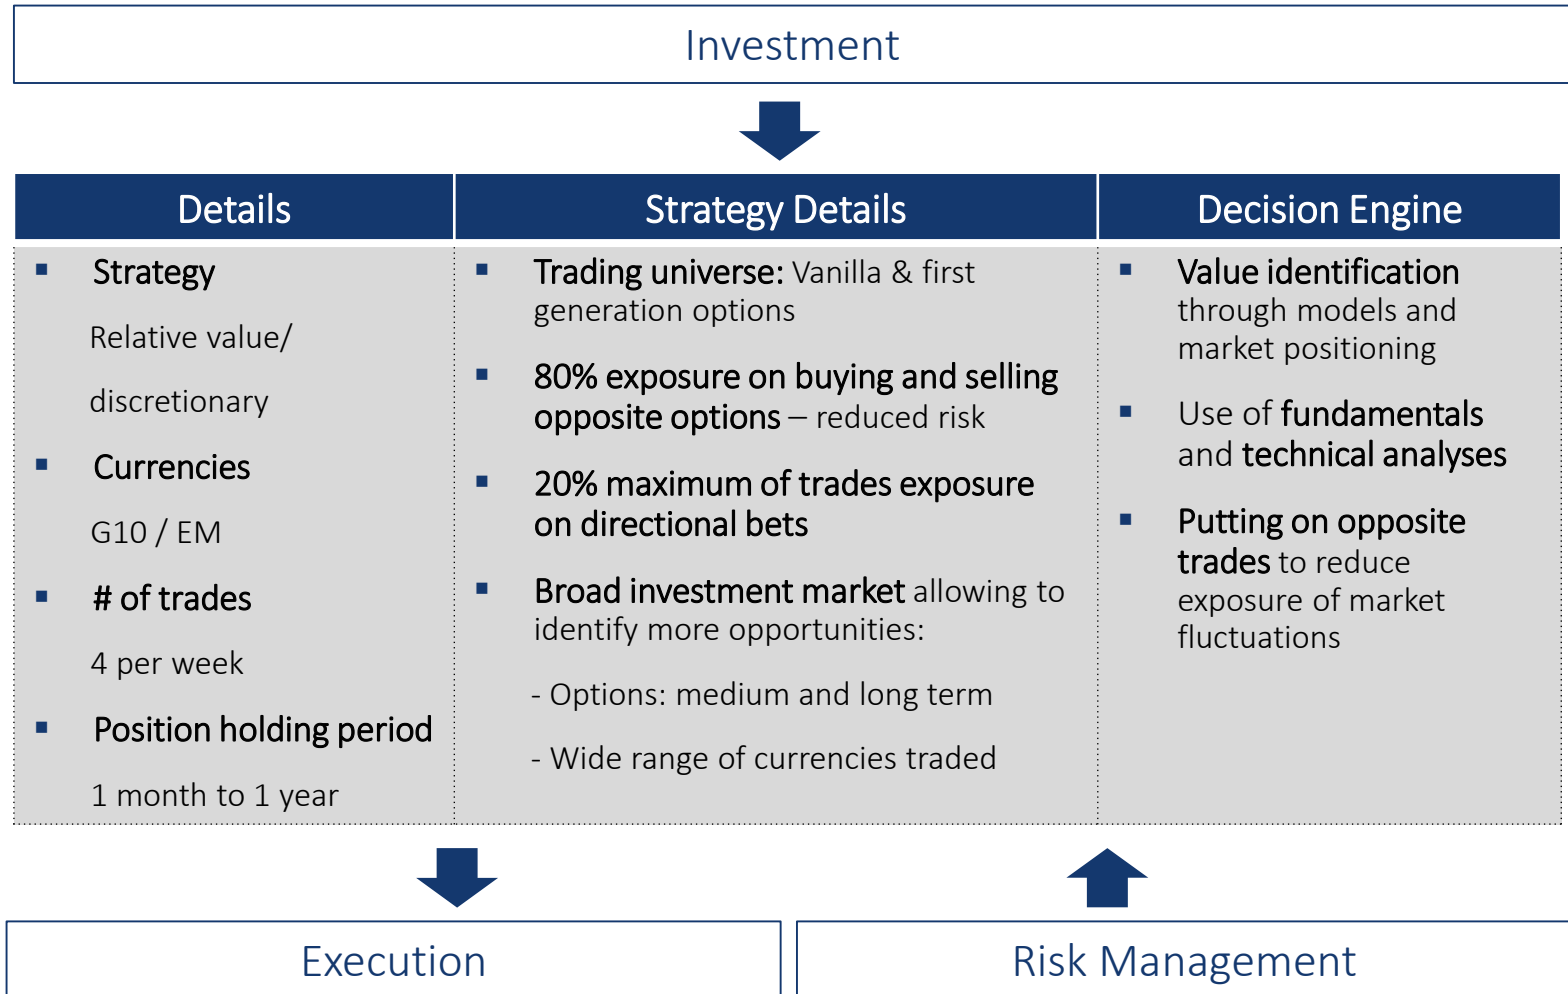 Investment
Details
Strategy Details
Decision Engine
▪ Strategy
Relative value/
discretionary
▪ Currencies
G10 / EM
▪ # of trades
4 per week
▪ Position holding period
1 month to 1 year
▪ Trading universe: Vanilla & first
generation options
▪ 80% exposure on buying and selling
opposite options – reduced risk
▪ 20% maximum of trades exposure
on directional bets
▪ Broad investment market allowing to
identify more opportunities:
- Options: medium and long term
- Wide range of currencies traded
▪ Value identification
through models and
market positioning
▪ Use of fundamentals
and technical analyses
▪ Putting on opposite
trades to reduce
exposure of market
fluctuations
Execution
Risk Management